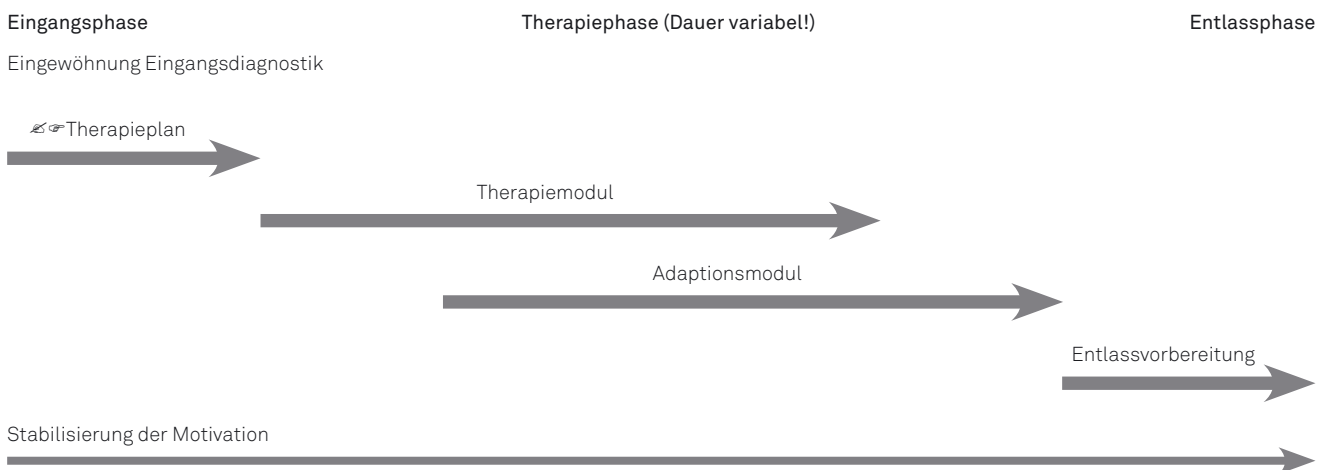 Eingangsphase Therapiephase (Dauer variabel!) Entlassphase
Eingewöhnung Eingangsdiagnostik
✍☞Therapieplan
Therapiemodul
Adaptionsmodul
Entlassvorbereitung
Stabilisierung der Motivation